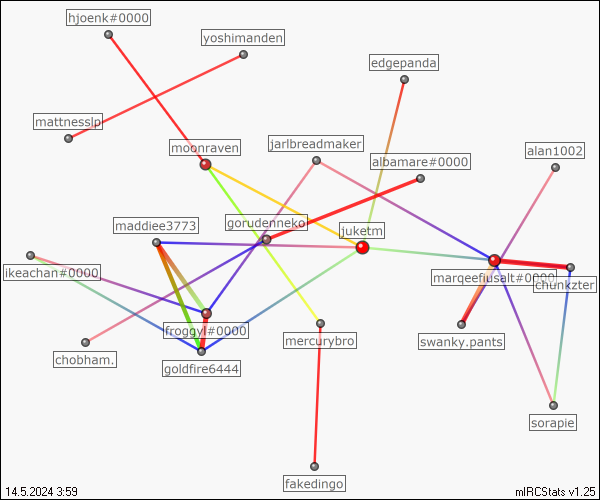 hjoenk#0000
yoshimanden
edgepanda
mattnesslp
moonraven
jarlbreadmaker
albamare#0000
alan1002
maddiee3773
gorudenneko
juketm
ikeachan#0000
marqeefiusalt#0000
chunkzter
froggyl#0000
mercurybro
swanky.pants
chobham.
goldfire6444
sorapie
fakedingo
14.5.2024 3:59
mIRCStats v1.25